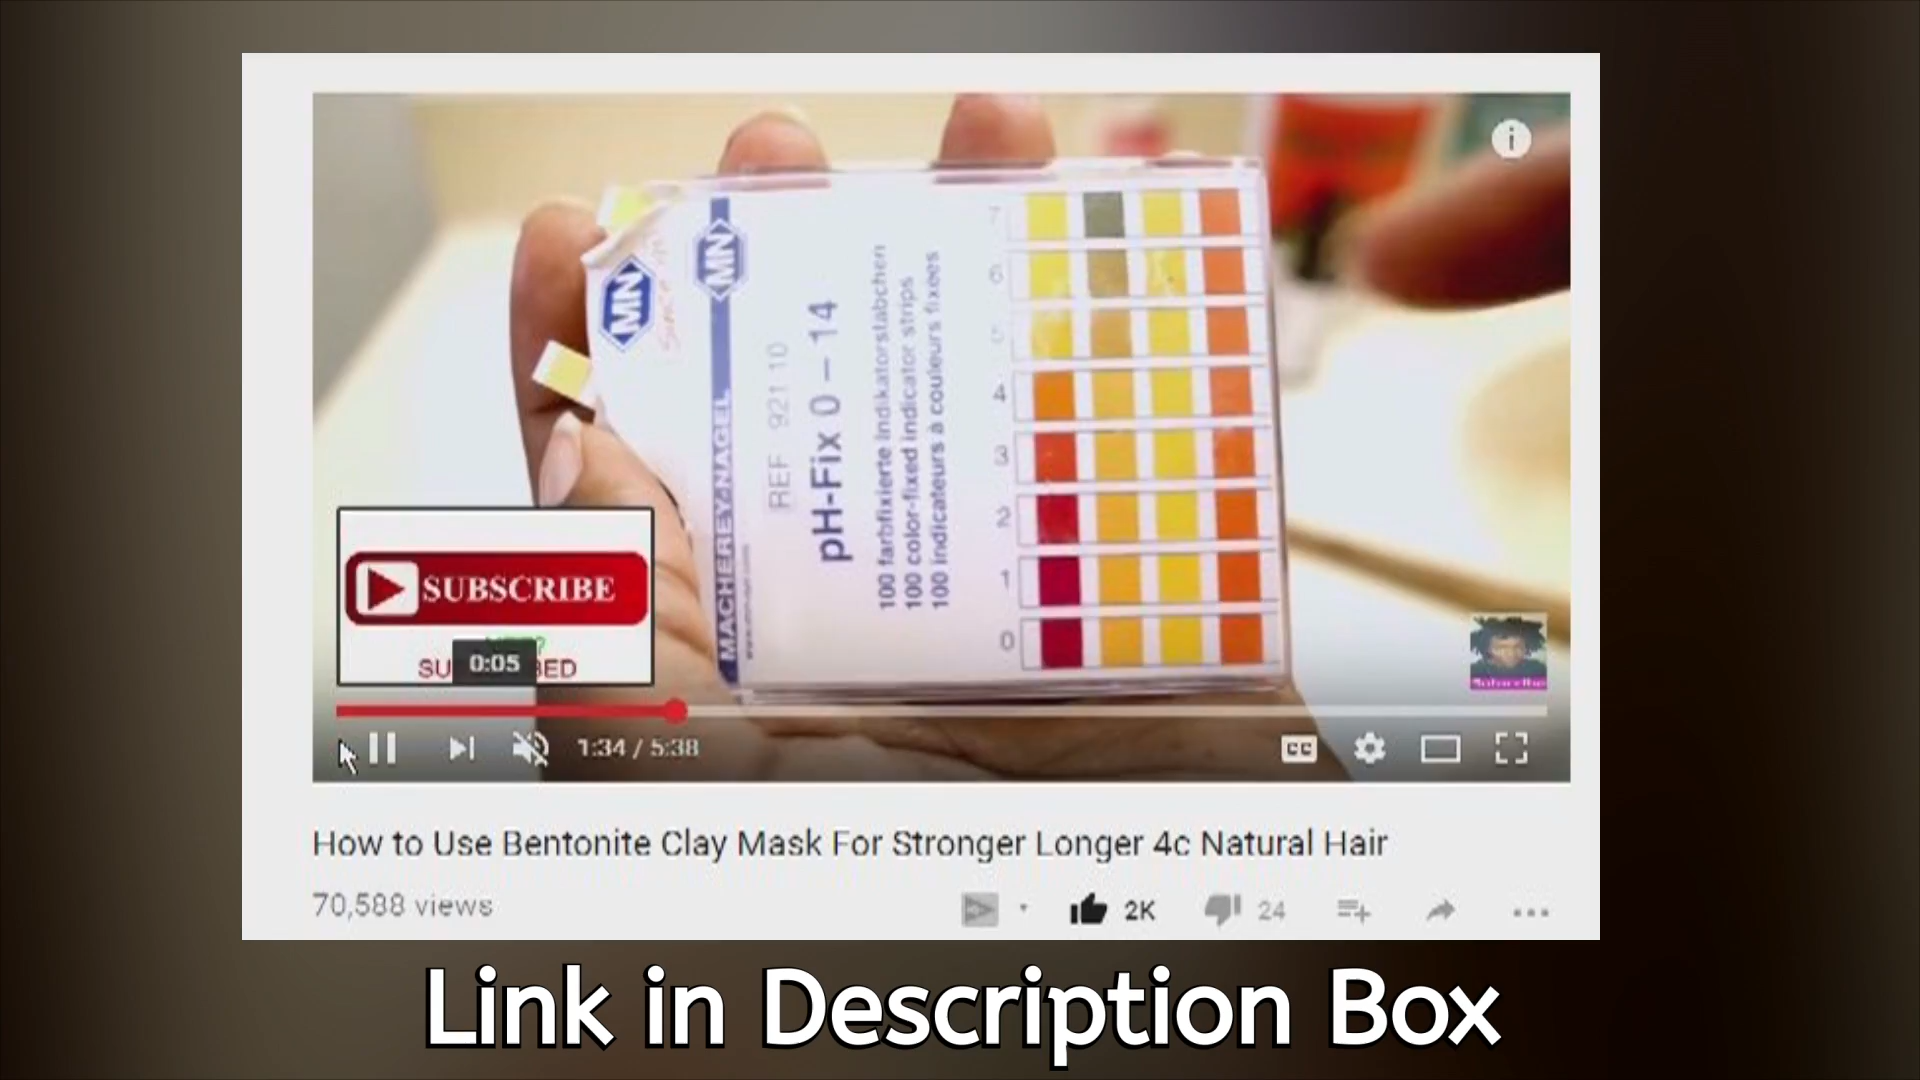 MN
MN
MACHEREY-NAGEL
REF 921 10
pH-Fix 0 – 14
100 farbfixierte Indikatorstäbchen
100 color-fixed indicator strips
100 indicateurs à couleurs fixees
7
6
5
4
3
2
1
0
i
SUBSCRIBE
0:05
1:34 / 5:38
CC
How to Use Bentonite Clay Mask For Stronger Longer 4c Natural Hair
70,588 views
2K
24
Link in Description Box